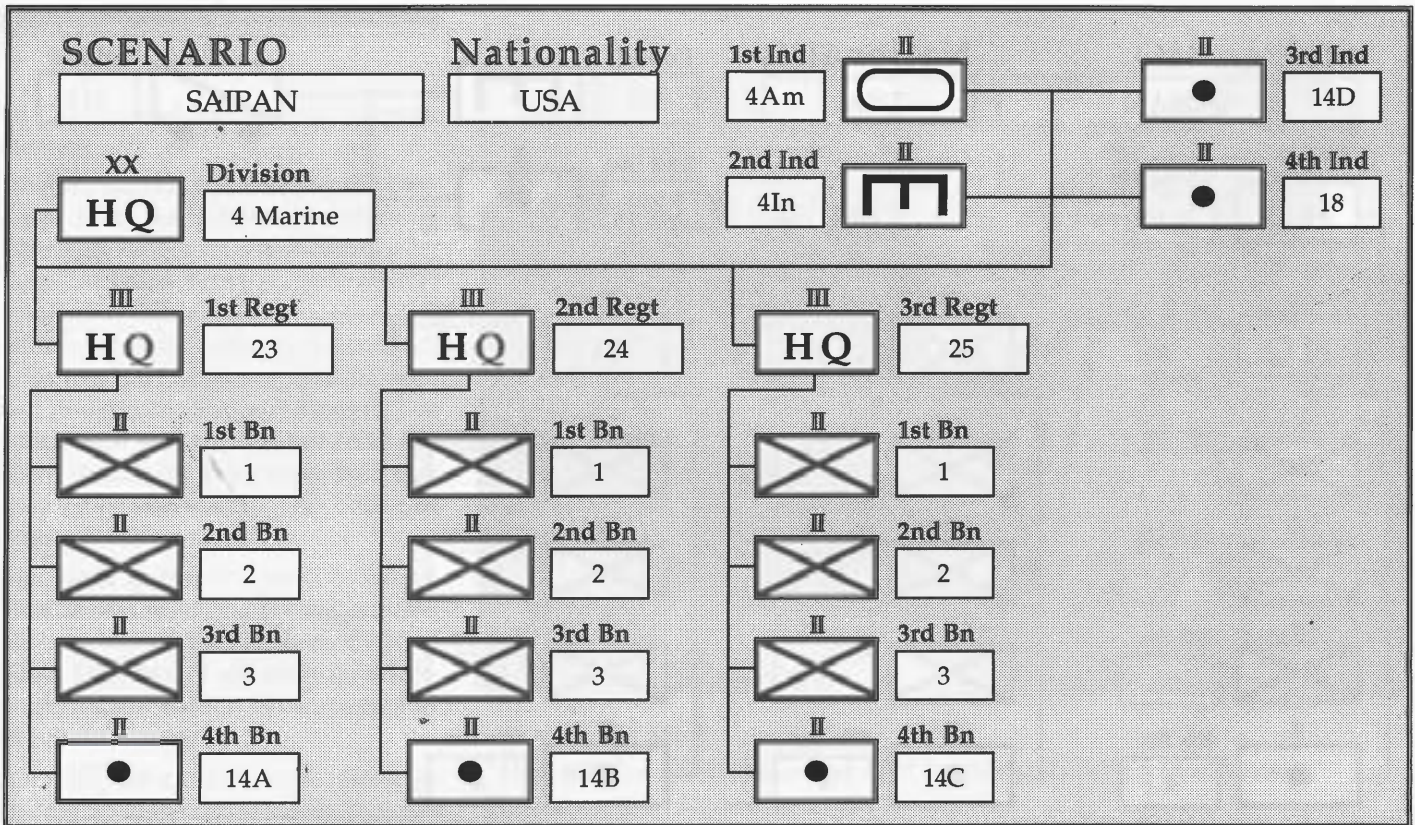 SCENARIO Nationality
SAIPAN USA
1st Ind II II 3rd Ind
4Am 14D
2nd Ind II II 4th Ind
4In 18
XX Division
HQ 4 Marine
III 1st Regt III 2nd Regt III 3rd Regt
HQ 23 HQ 24 HQ 25
II 1st Bn II 1st Bn II 1st Bn
1 1 1
II 2nd Bn II 2nd Bn II 2nd Bn
2 2 2
II 3rd Bn II 3rd Bn II 3rd Bn
3 3 3
II 4th Bn II 4th Bn II 4th Bn
14A 14B 14C